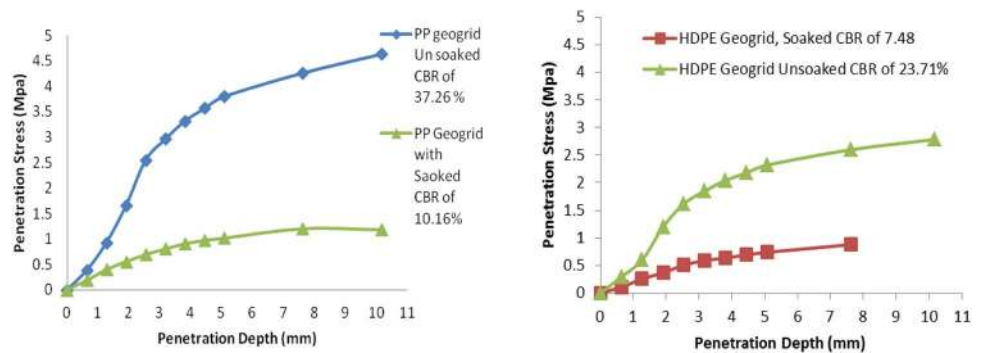 5
4.5
4
3.5
3
2.5
2
1.5
1
0.5
0
Penetration Stress (Mpa)
0 1 2 3 4 5 6 7 8 9 10 11
Penetration Depth (mm)
PP geogrid
Un soaked
CBR of
37.26 %
PP Geogrid
with
Saoked
CBR of
10.16%
5
4.5
4
3.5
3
2.5
2
1.5
1
0.5
0
Penetration Stress (Mpa)
HDPE Geogrid, Soaked CBR of 7.48
HDPE Geogrid Unsoaked CBR of 23.71%
0 1 2 3 4 5 6 7 8 9 10 11
Penetration Depth (mm)